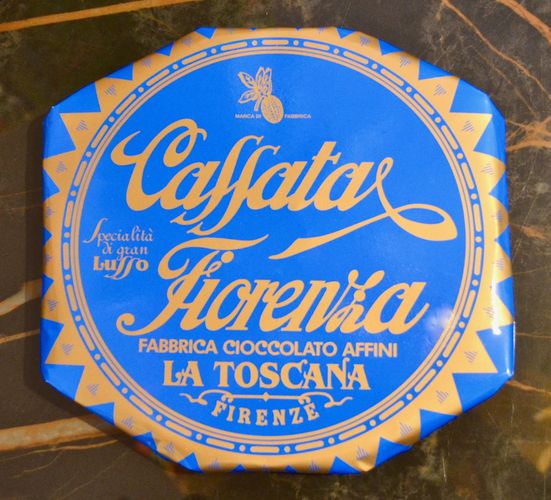 MARCA DI FABBRICA
Cassata
Specialità
di gran
Lusso
Fiorenza
FABBRICA CIOCCOLATO AFFINI
LA TOSCANA
FIRENZE